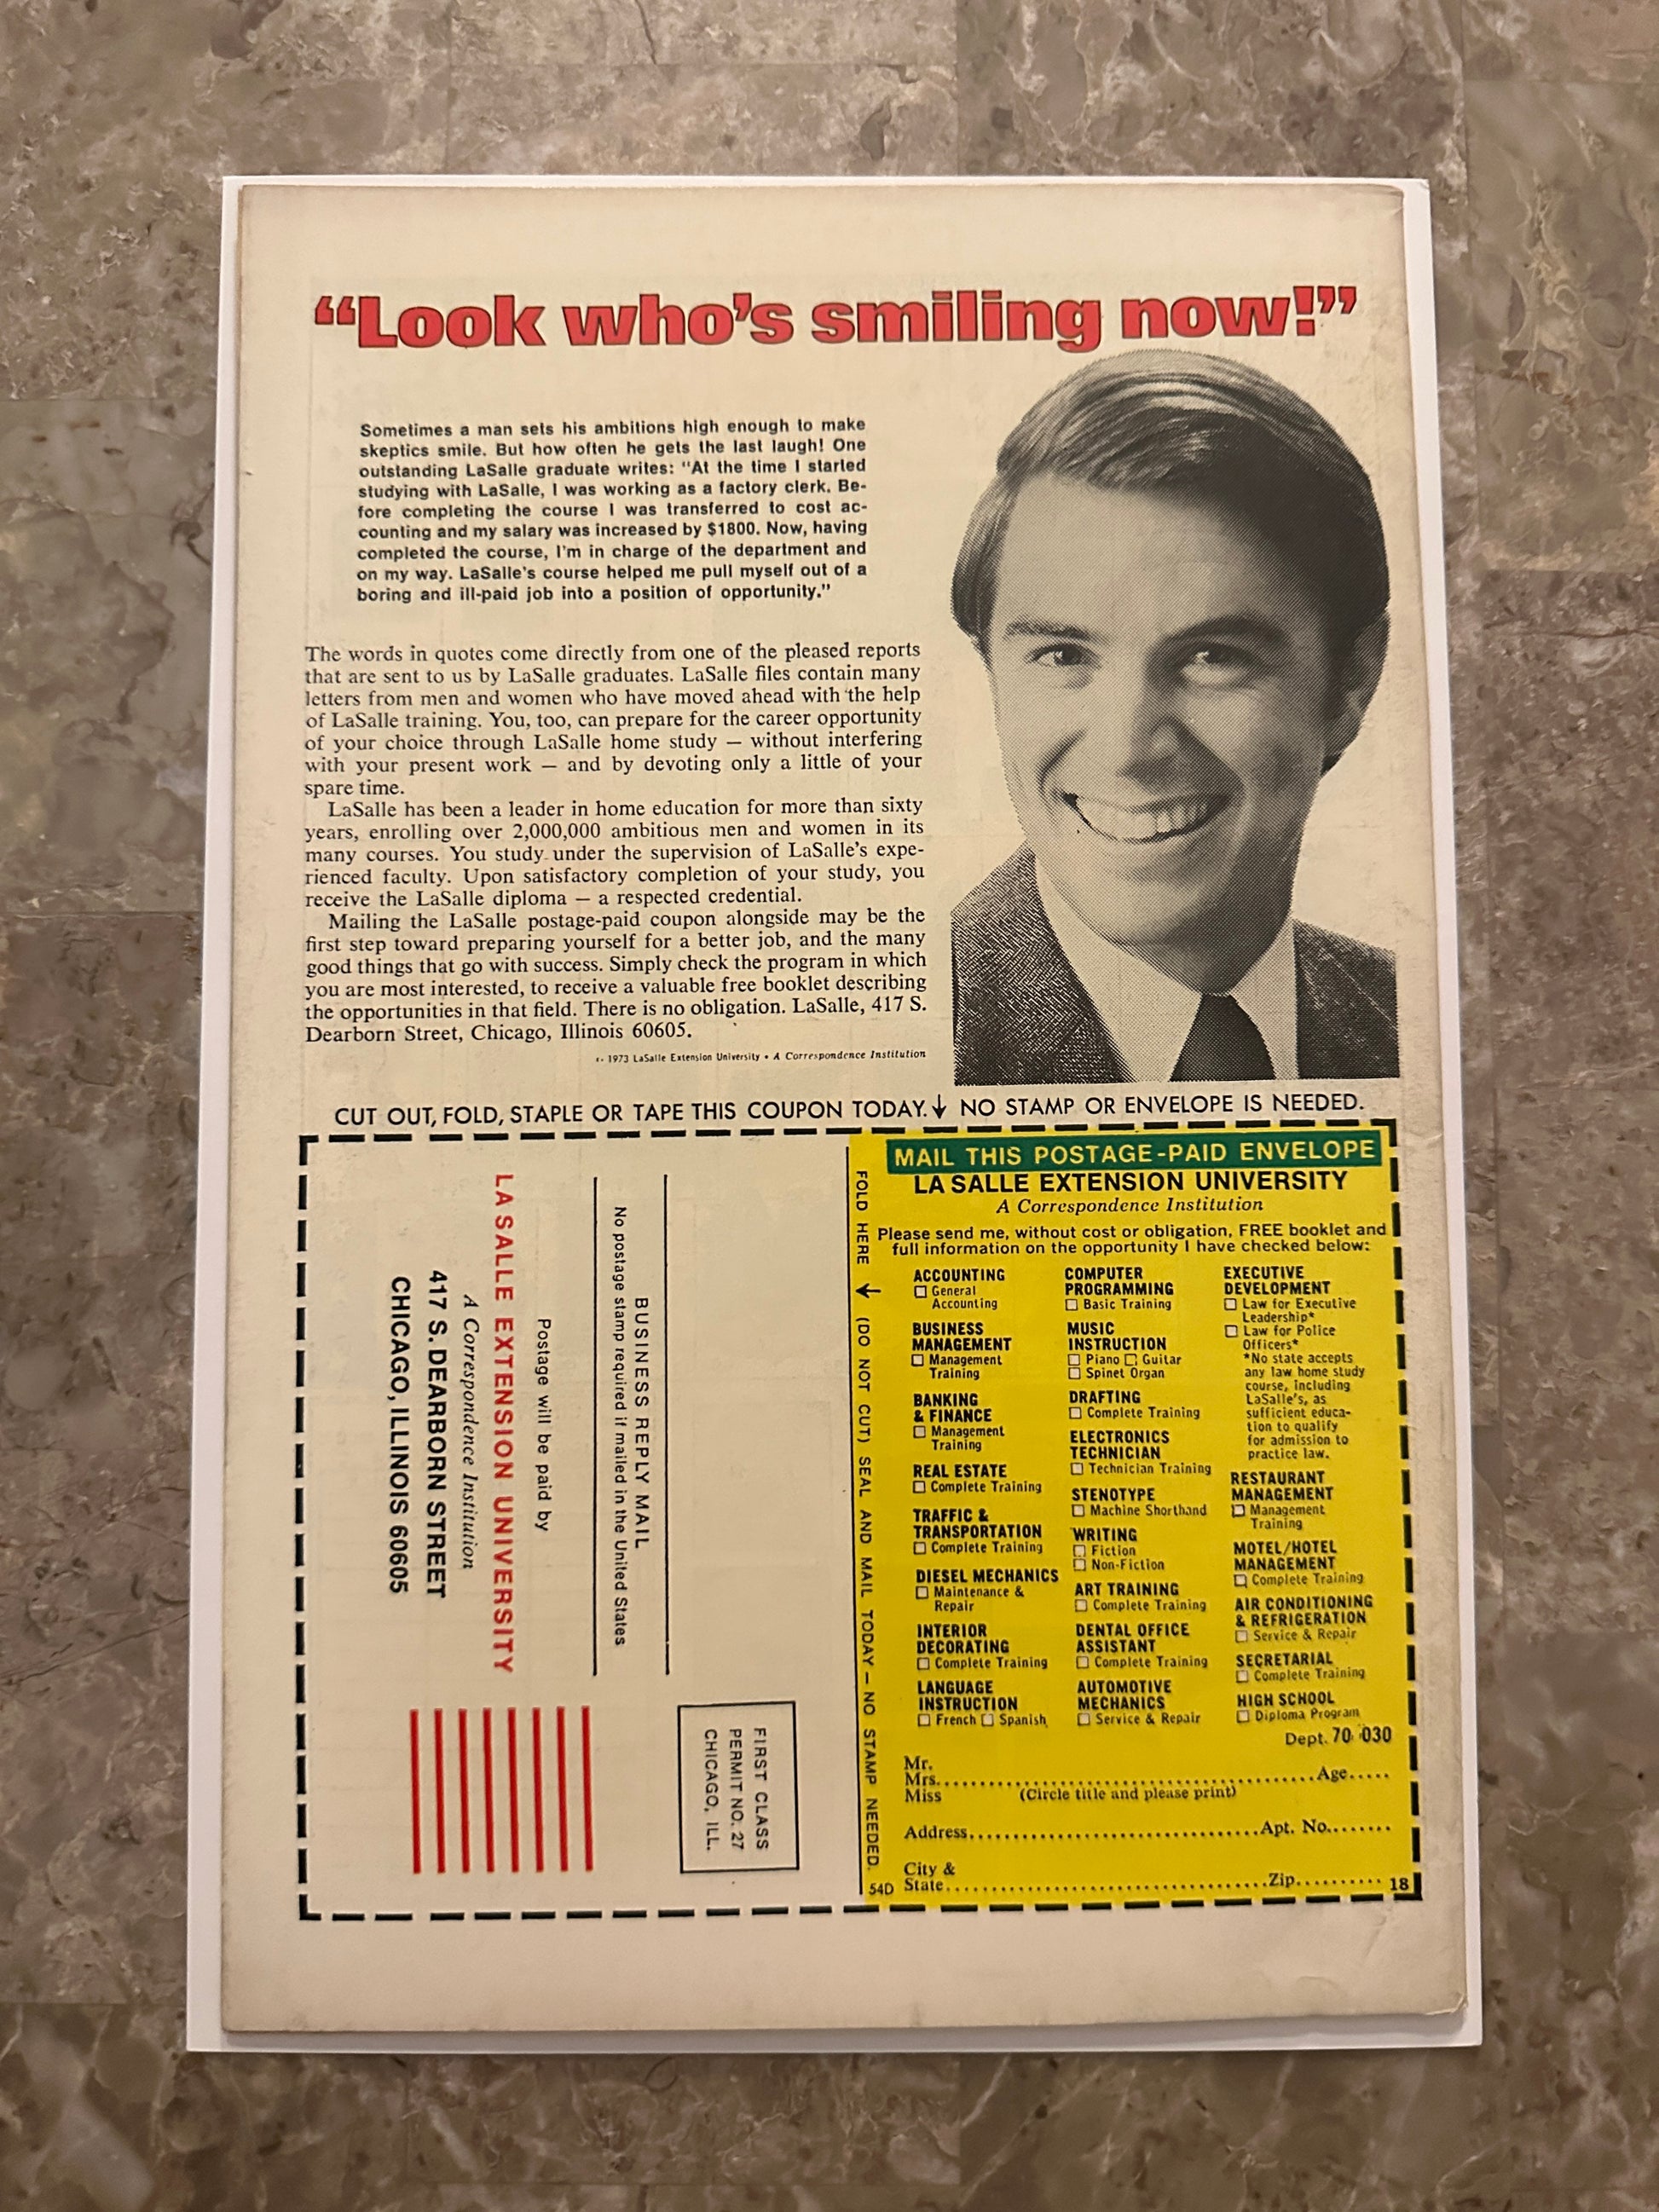 “Look who’s smiling now!”
Sometimes a man sets his ambitions high enough to make
skeptics smile. But how often he gets the last laugh! One
outstanding LaSalle graduate writes: "At the time I started
studying with LaSalle, I was working as a factory clerk. Be-
fore completing the course I was transferred to cost ac-
counting and my salary was increased by $1800. Now, having
completed the course, I'm in charge of the department and
on my way. LaSalle's course helped me pull myself out of a
boring and ill-paid job into a position of opportunity."
The words in quotes come directly from one of the pleased reports
that are sent to us by LaSalle graduates. LaSalle files contain many
letters from men and women who have moved ahead with the help
of LaSalle training. You, too, can prepare for the career opportunity
of your choice through LaSalle home study — without interfering
with your present work — and by devoting only a little of your
spare time.
LaSalle has been a leader in home education for more than sixty
years, enrolling over 2,000,000 ambitious men and women in its
many courses. You study under the supervision of LaSalle's expe-
rienced faculty. Upon satisfactory completion of your study, you
receive the LaSalle diploma — a respected credential.
Mailing the LaSalle postage-paid coupon alongside may be the
first step toward preparing yourself for a better job, and the many
good things that go with success. Simply check the program in which
you are most interested, to receive a valuable free booklet describing
the opportunities in that field. There is no obligation. LaSalle, 417 S.
Dearborn Street, Chicago, Illinois 60605.
1973 LaSalle Extension University • A Correspondence Institution
CUT OUT, FOLD, STAPLE OR TAPE THIS COUPON TODAY. ↓ NO STAMP OR ENVELOPE IS NEEDED.
FIRST CLASS
PERMIT NO. 27
CHICAGO, ILL.
BUSINESS REPLY MAIL
No postage stamp required if mailed in the United States
Postage will be paid by
LA SALLE EXTENSION UNIVERSITY
A Correspondence Institution
417 S. DEARBORN STREET
CHICAGO, ILLINOIS 60605
FOLD HERE ↓ (DO NOT CUT) SEAL AND MAIL TODAY — NO STAMP NEEDED.
MAIL THIS POSTAGE-PAID ENVELOPE
LA SALLE EXTENSION UNIVERSITY
A Correspondence Institution
Please send me, without cost or obligation, FREE booklet and
full information on the opportunity I have checked below:
ACCOUNTING
☐ General
Accounting
BUSINESS
MANAGEMENT
☐ Management
Training
BANKING
& FINANCE
☐ Management
Training
REAL ESTATE
☐ Complete Training
TRAFFIC &
TRANSPORTATION
☐ Complete Training
DIESEL MECHANICS
☐ Maintenance &
Repair
INTERIOR
DECORATING
☐ Complete Training
LANGUAGE
INSTRUCTION
☐ French ☐ Spanish
COMPUTER
PROGRAMMING
☐ Basic Training
MUSIC
INSTRUCTION
☐ Piano ☐ Guitar
☐ Spinet Organ
DRAFTING
☐ Complete Training
ELECTRONICS
TECHNICIAN
☐ Technician Training
STENOTYPE
☐ Machine Shorthand
WRITING
☐ Fiction
☐ Non-Fiction
ART TRAINING
☐ Complete Training
DENTAL OFFICE
ASSISTANT
☐ Complete Training
AUTOMOTIVE
MECHANICS
☐ Service & Repair
EXECUTIVE
DEVELOPMENT
☐ Law for Executive
Leadership*
☐ Law for Police
Officers*
*No state accepts
any law home study
course, including
LaSalle's, as
sufficient educa-
tion to qualify
for admission to
practice law.
RESTAURANT
MANAGEMENT
☐ Management
Training
MOTEL/HOTEL
MANAGEMENT
☐ Complete Training
AIR CONDITIONING
& REFRIGERATION
☐ Service & Repair
SECRETARIAL
☐ Complete Training
HIGH SCHOOL
☐ Diploma Program
Dept. 70-030
Mr.
Mrs. Age
Miss (Circle title and please print)
Address Apt. No.
City &
State Zip
54D
18